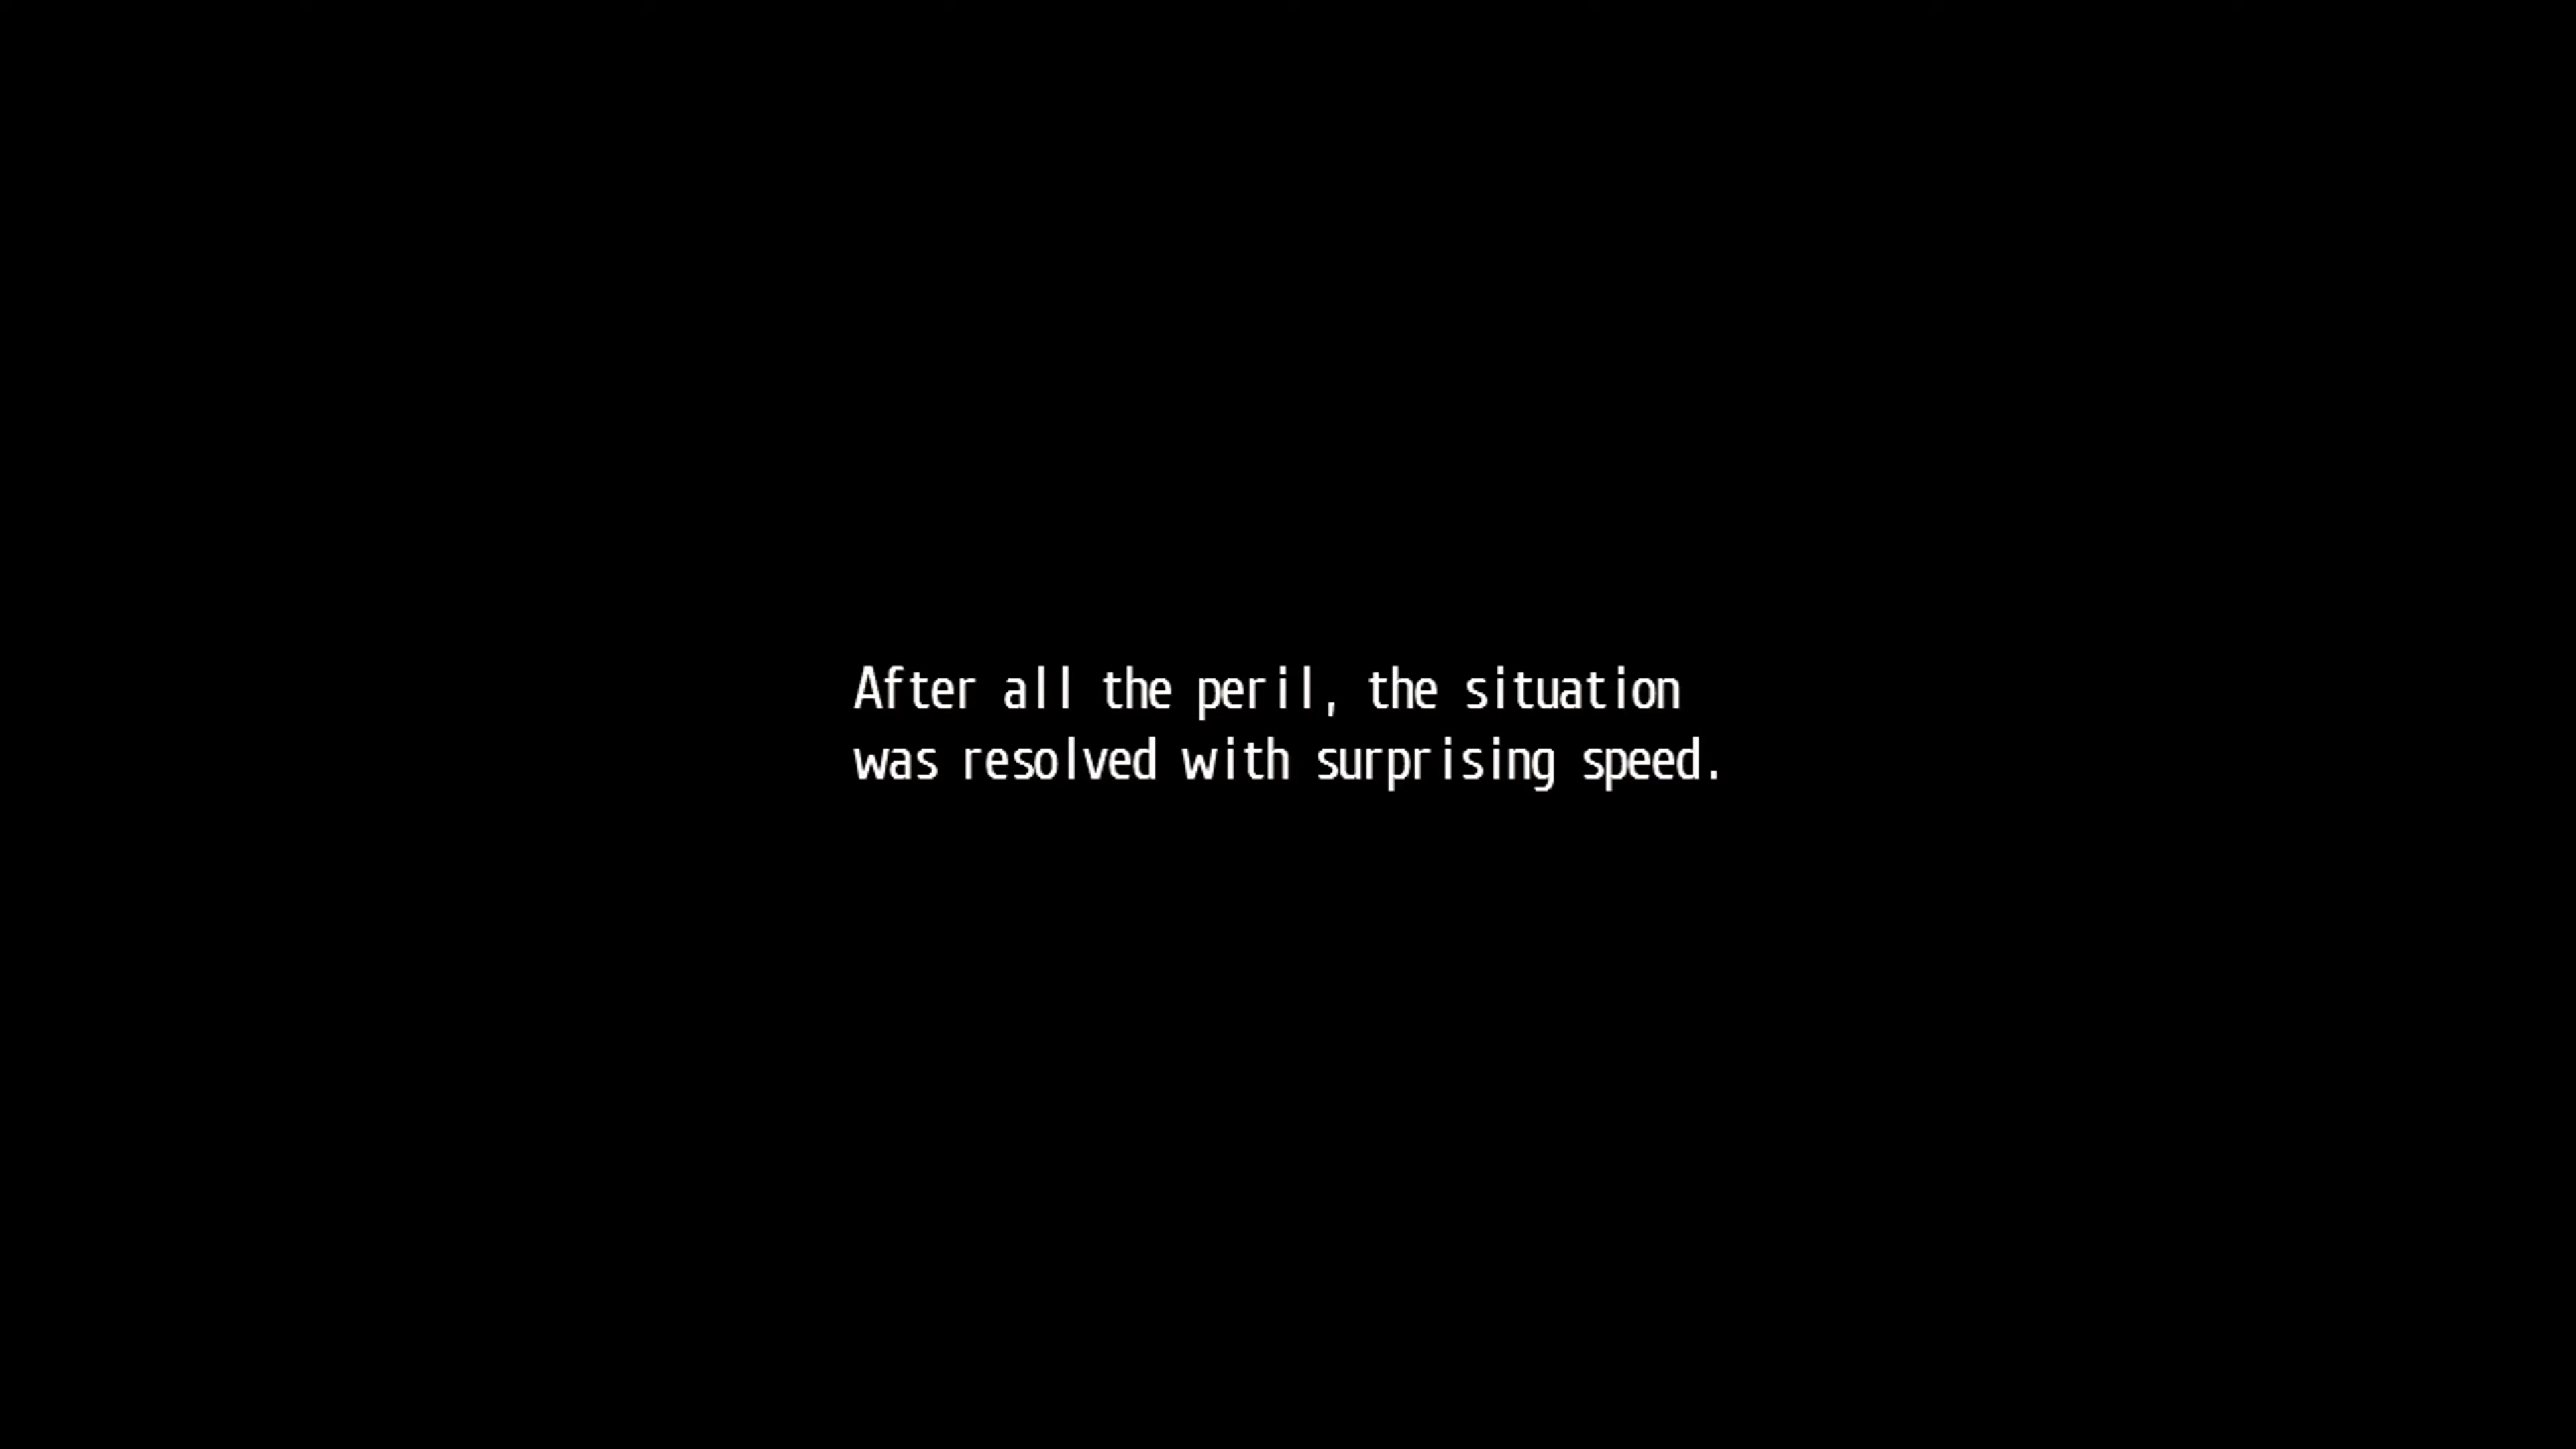 After all the peril, the situation
was resolved with surprising speed.